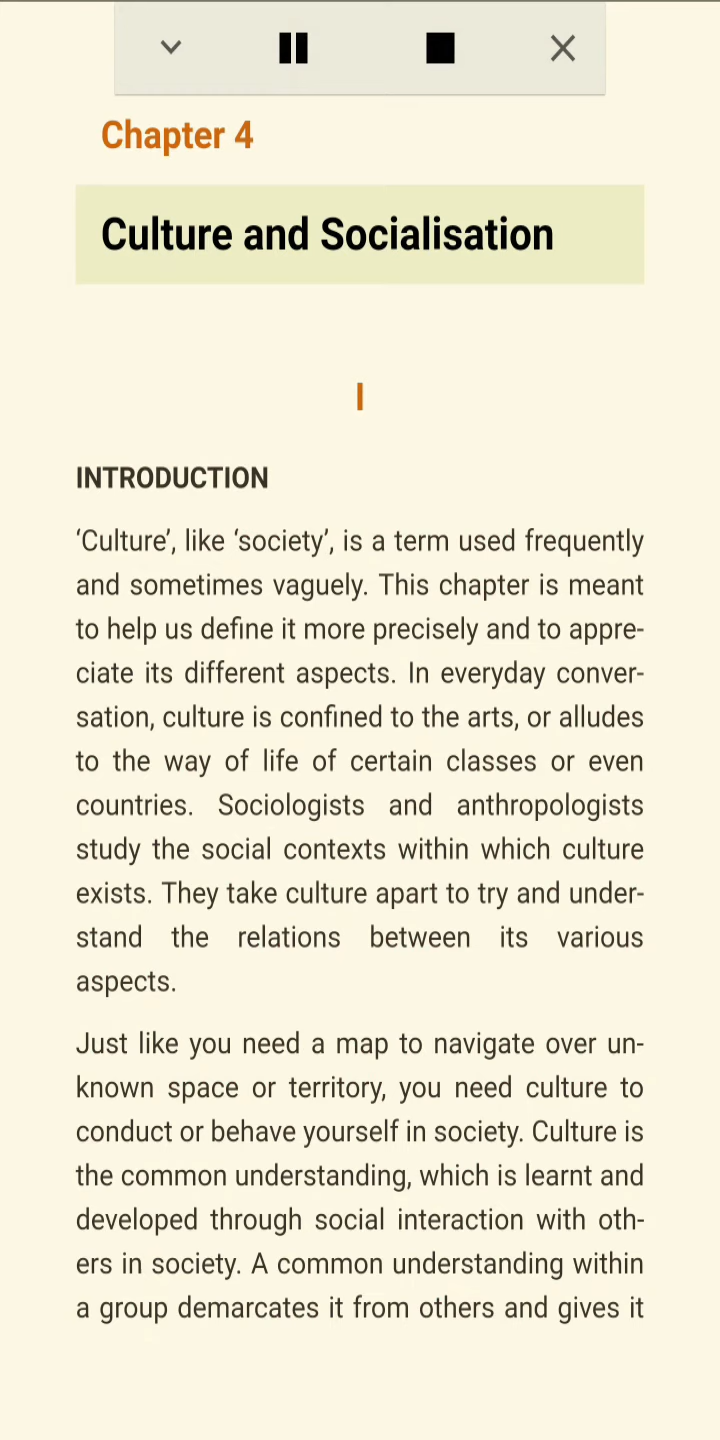 Chapter 4
Culture and Socialisation
I
INTRODUCTION
‘Culture’, like ‘society’, is a term used frequently
and sometimes vaguely. This chapter is meant
to help us define it more precisely and to appre-
ciate its different aspects. In everyday conver-
sation, culture is confined to the arts, or alludes
to the way of life of certain classes or even
countries. Sociologists and anthropologists
study the social contexts within which culture
exists. They take culture apart to try and under-
stand the relations between its various
aspects.
Just like you need a map to navigate over un-
known space or territory, you need culture to
conduct or behave yourself in society. Culture is
the common understanding, which is learnt and
developed through social interaction with oth-
ers in society. A common understanding within
a group demarcates it from others and gives it